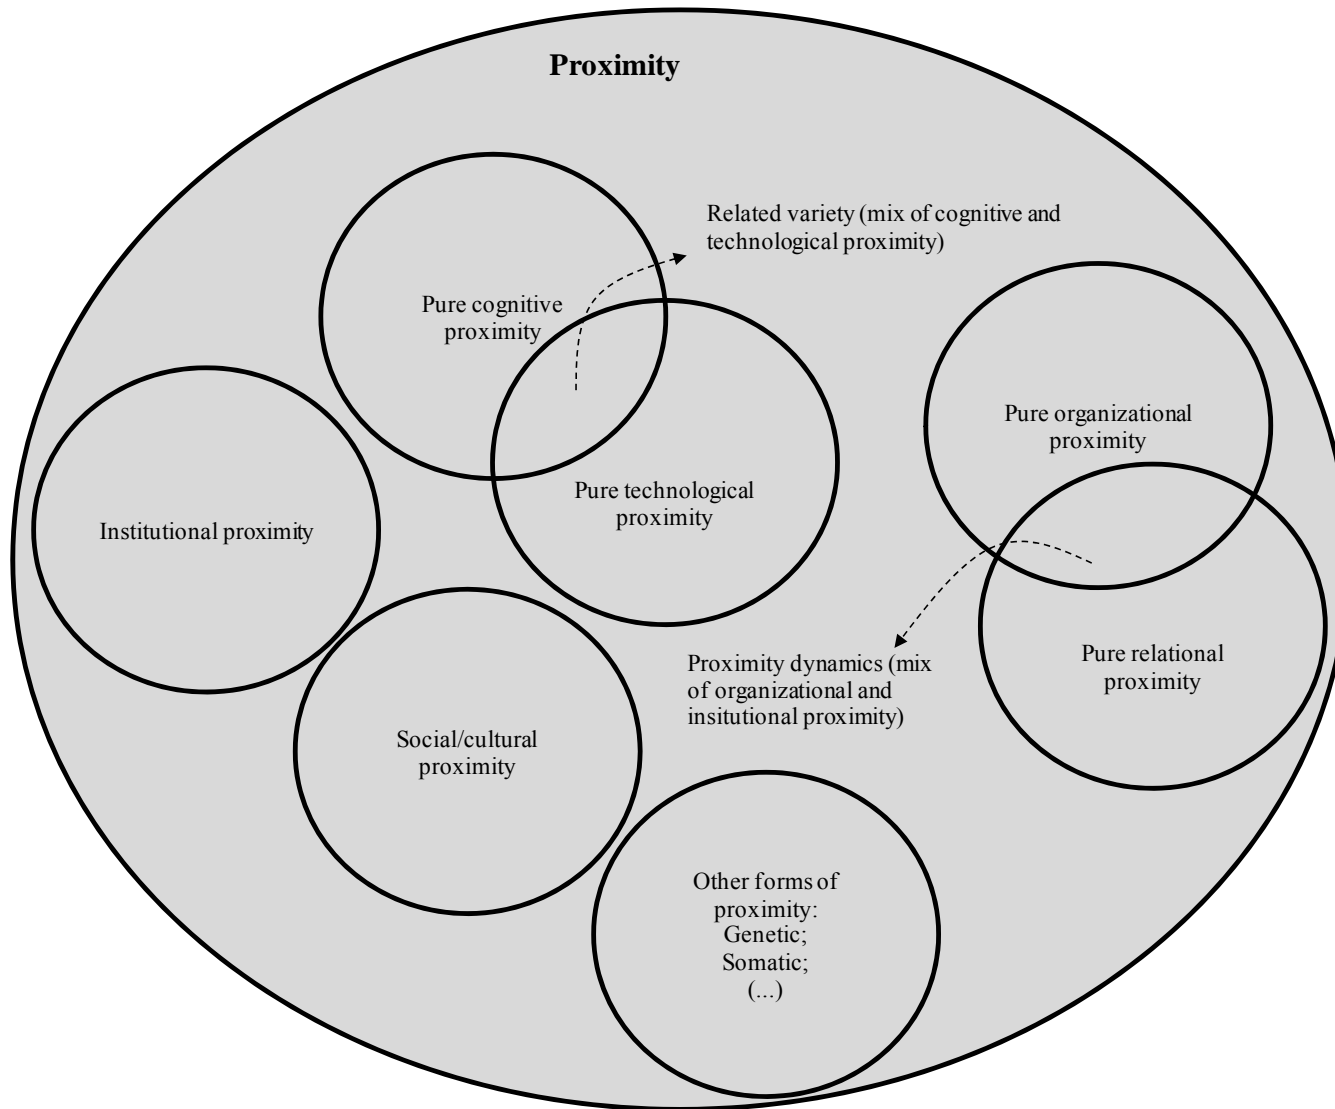 Proximity
Related variety (mix of cognitive and
technological proximity)
Pure cognitive
proximity
Pure organizational
proximity
Pure technological
proximity
Institutional proximity
Proximity dynamics (mix
of organizational and
insitutional proximity)
Pure relational
proximity
Social/cultural
proximity
Other forms of
proximity:
Genetic;
Somatic;
(...)